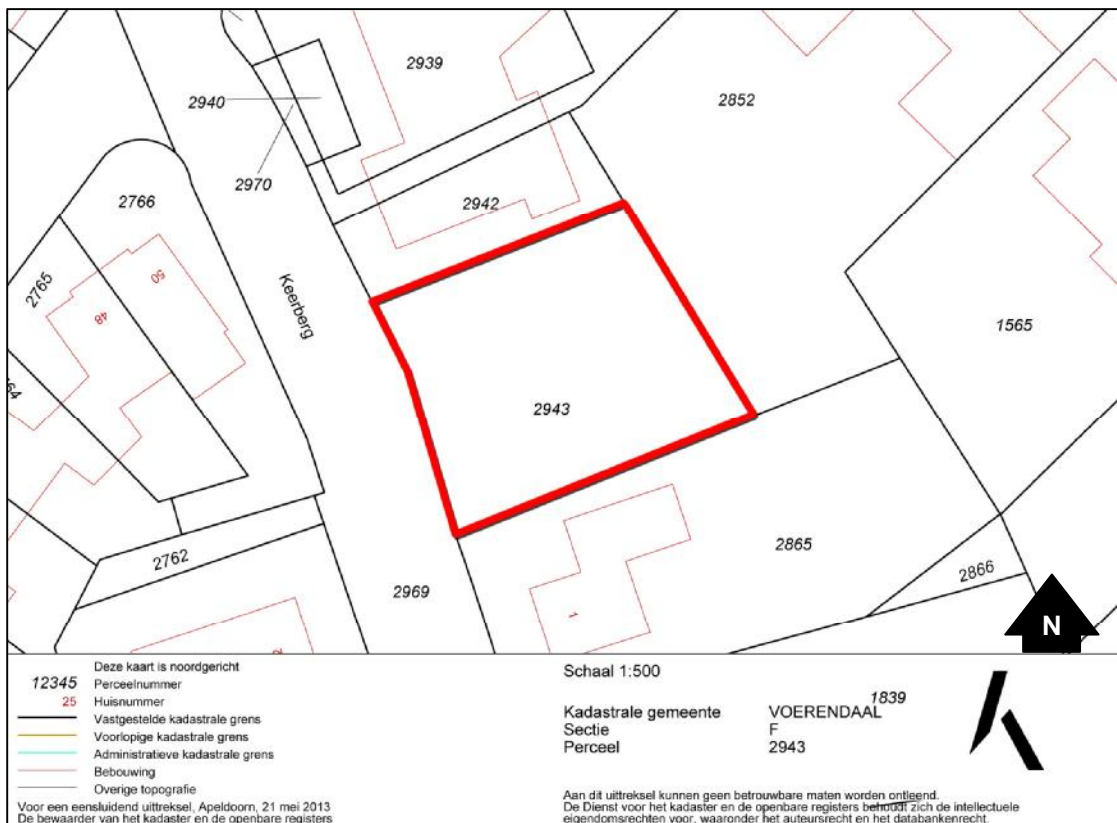 2939
2852
2940
2970
2766
2942
2765
50
48
Keerberg
1565
2943
2762
2865
2866
2969
1
N
Deze kaart is noordgericht
12345 Perceelnummer
25 Huisnummer
Vastgestelde kadastrale grens
Voorlopige kadastrale grens
Administratieve kadastrale grens
Bebouwing
Overige topografie
Voor een eensluidend uittreksel, Apeldoorn, 21 mei 2013
De bewaarder van het kadaster en de openbare registers
Schaal 1:500
1839
Kadastrale gemeente VOERENDAAL
Sectie F
Perceel 2943
Aan dit uittreksel kunnen geen betrouwbare maten worden ontleend.
De Dienst voor het kadaster en de openbare registers behoudt zich de intellectuele
eigendomsrechten voor, waaronder het auteursrecht en het databankenrecht.